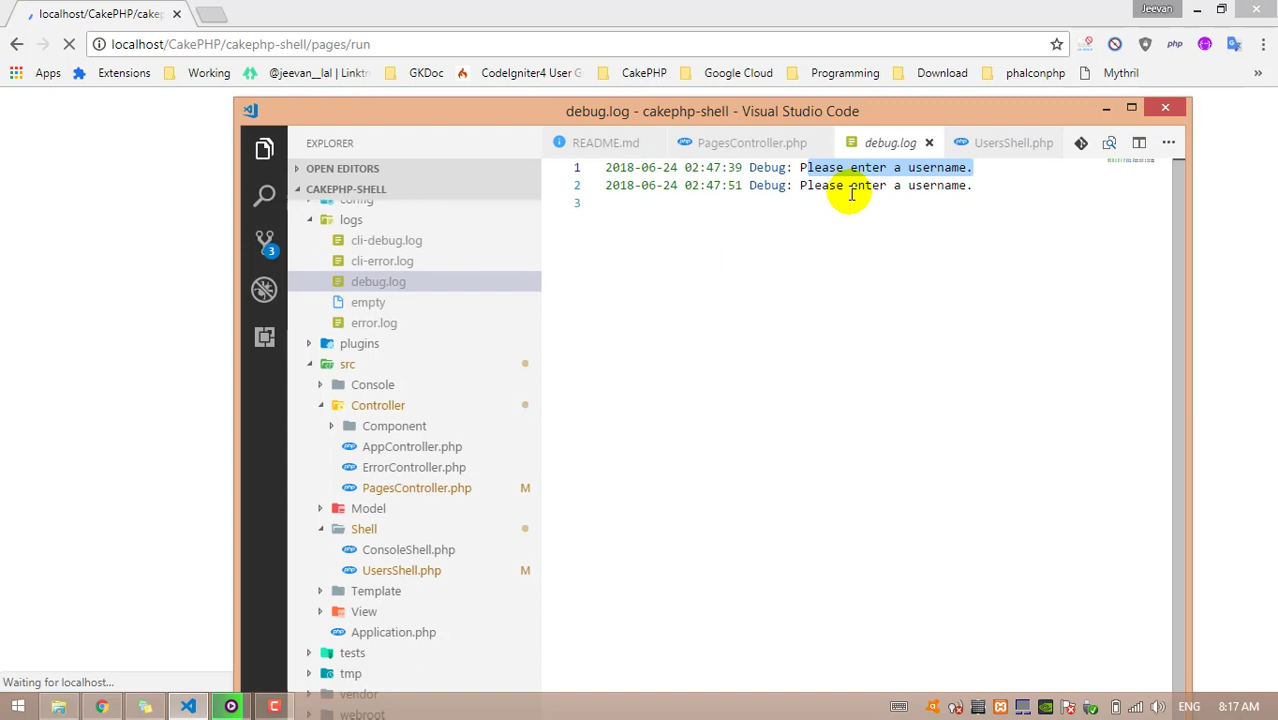 localhost/CakePHP/cakep
Jeevan
localhost/CakePHP/cakephp-shell/pages/run
Apps
Extensions
Working
@jeevan__lal | Linktr
GKDoc
CodeIgniter4 User G
CakePHP
Google Cloud
Programming
Download
phalconphp
Mythril
debug.log - cakephp-shell - Visual Studio Code
EXPLORER
README.md
PagesController.php
debug.log
UsersShell.php
OPEN EDITORS
CAKEPHP-SHELL
config
logs
cli-debug.log
cli-error.log
debug.log
empty
error.log
plugins
src
Console
Controller
Component
AppController.php
ErrorController.php
PagesController.php M
Model
Shell
ConsoleShell.php
UsersShell.php M
Template
View
Application.php
tests
tmp
vendor
webroot
3
1 2018-06-24 02:47:39 Debug: Please enter a username.
2 2018-06-24 02:47:51 Debug: Please enter a username.
3
Waiting for localhost...
ENG
8:17 AM